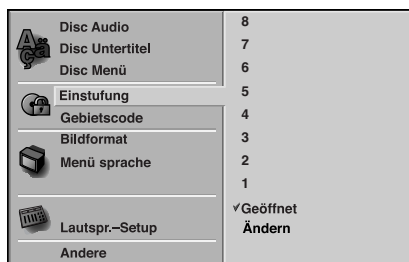 Disc Audio
Disc Untertitel
Disc Menü
Einstufung
Gebietscode
Bildformat
Menü sprache
Lautspr.–Setup
Andere
8
7
6
5
4
3
2
1
✓Geöffnet
Ändern